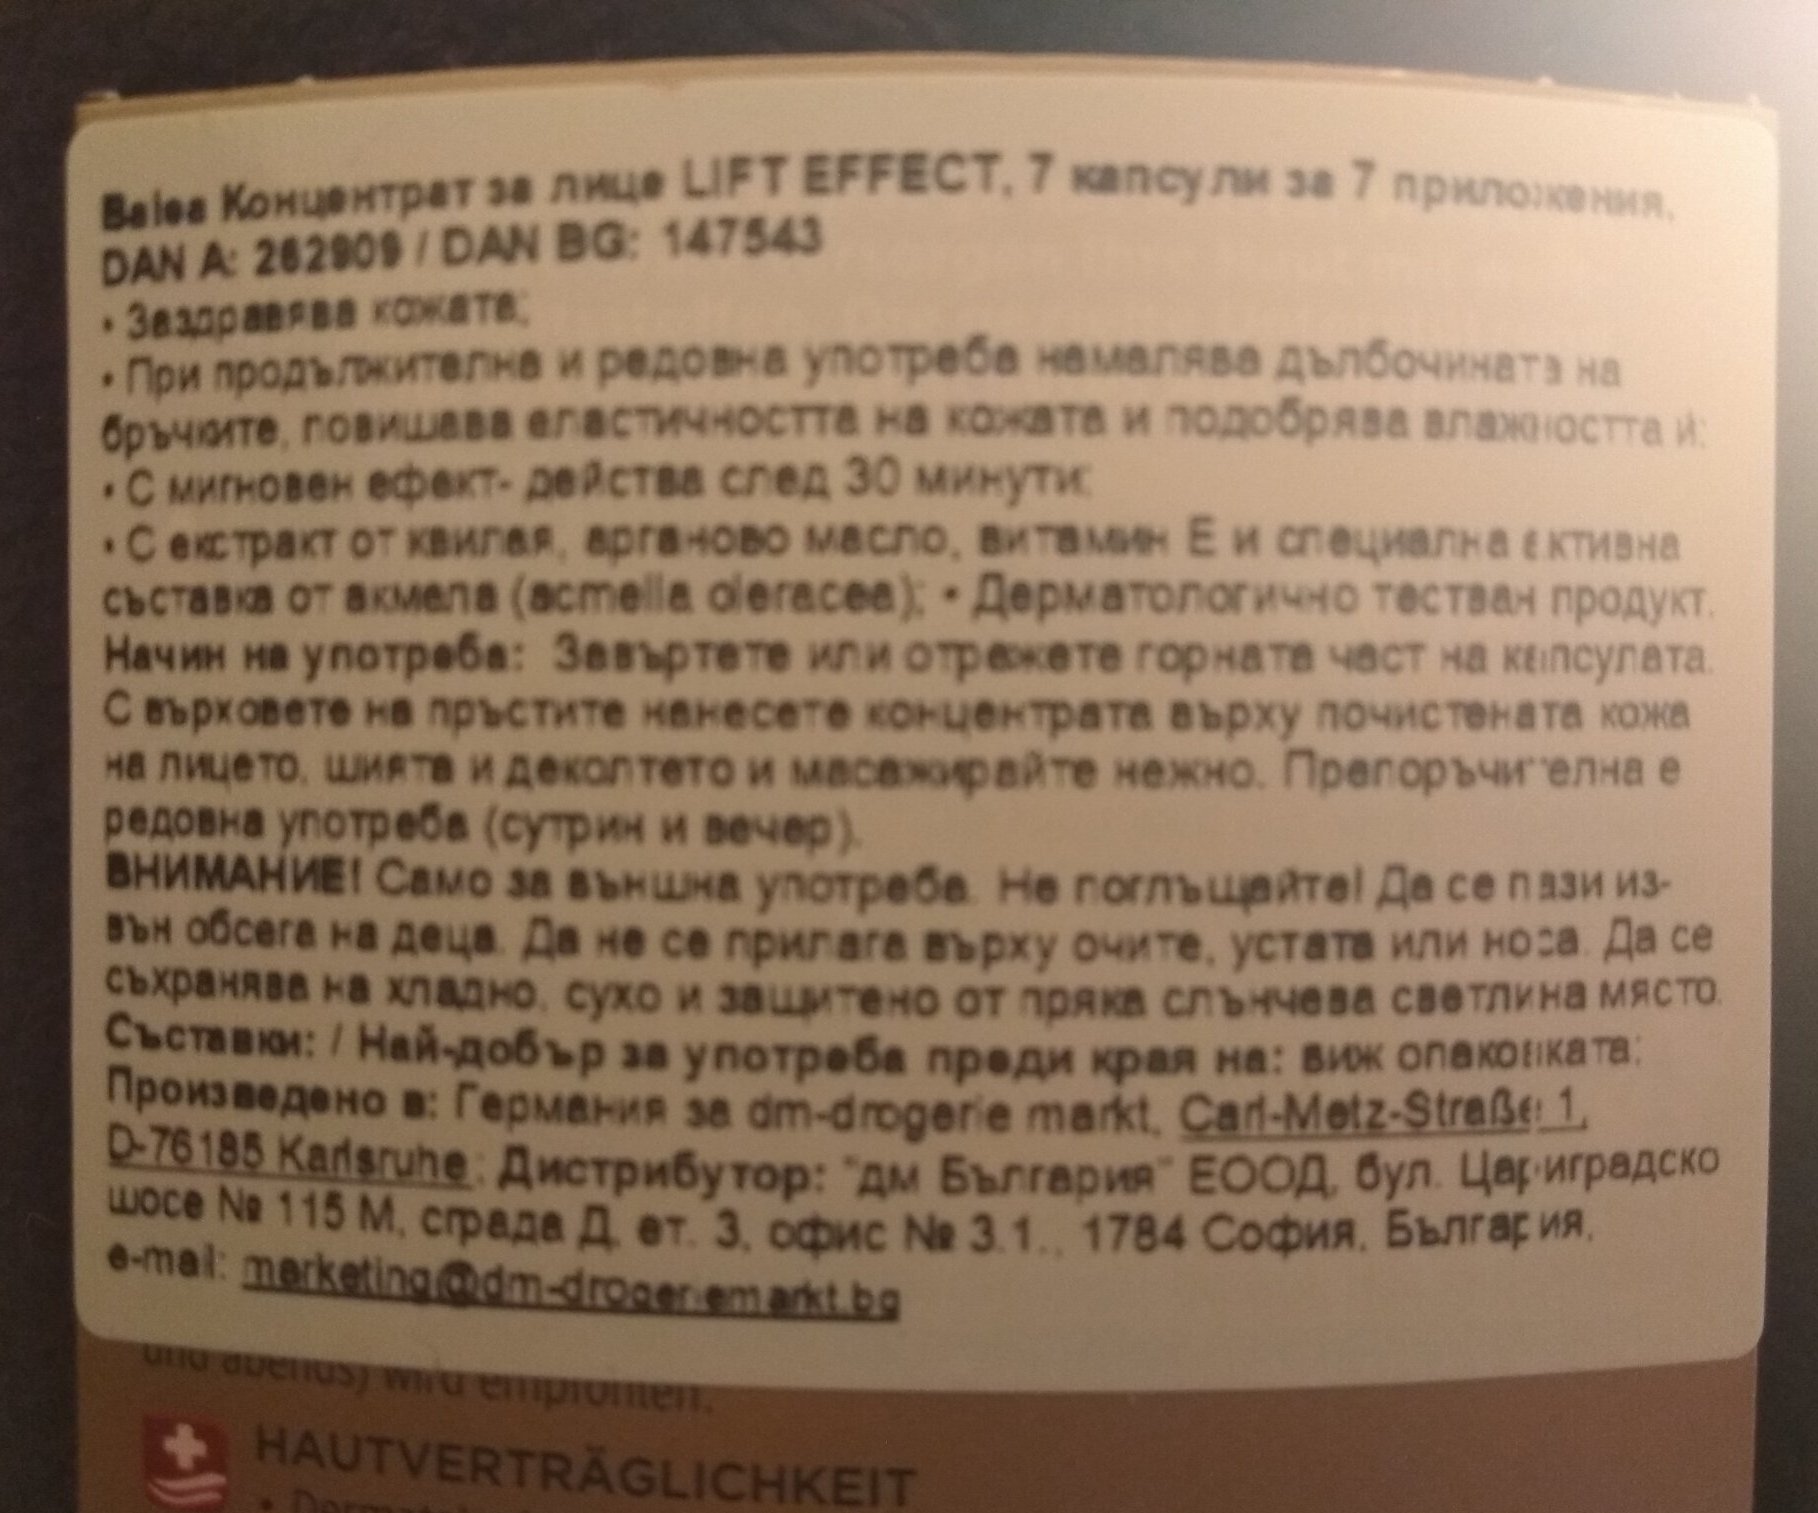 Balea Концентрат за лице LIFT EFFECT, 7 капсули за 7 приложения,
DAN A: 262909 / DAN BG: 147543
• Заздравява кожата;
• При продължителна и редовна употреба намалява дълбочината на
бръчките, повишава еластичността на кожата и подобрява влажността ѝ;
• С мигновен ефект- действа след 30 минути;
• С екстракт от квилая, арганово масло, витамин Е и специална активна
съставка от акмела (acmella oleracea); • Дерматологично тестван продукт.
Начин на употреба: Завъртете или отрежете горната част на капсулата.
С върховете на пръстите нанесете концентрата върху почистената кожа
на лицето, шията и деколтето и масажирайте нежно. Препоръчителна е
редовна употреба (сутрин и вечер).
ВНИМАНИЕ! Само за външна употреба. Не поглъщайте! Да се пази из-
вън обсега на деца. Да не се прилага върху очите, устата или носа. Да се
съхранява на хладно, сухо и защитено от пряка слънчева светлина място.
Съставки: / Най-добър за употреба преди края на: виж опаковката;
Произведено в: Германия за dm-drogerie markt, Carl-Metz-Straße 1,
D-76185 Karlsruhe; Дистрибутор: "дм България" ЕООД, бул. Цариградско
шосе № 115 М, сграда Д, ет. 3, офис № 3.1., 1784 София, България,
e-mail: marketing@dm-drogeriemarkt.bg
und abends) wird empfohlen.
HAUTVERTRÄGLICHKEIT